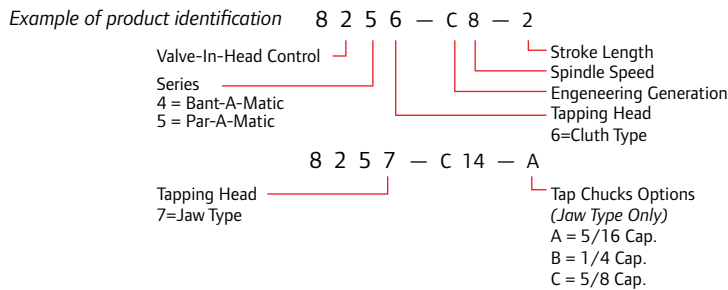 Example of product identification 8 2 5 6 — C 8 — 2
Valve-In-Head Control
Series
4 = Bant-A-Matic
5 = Par-A-Matic
Stroke Length
Spindle Speed
Engeneering Generation
Tapping Head
6=Cluth Type
8 2 5 7 — C 14 — A
Tapping Head
7=Jaw Type
Tap Chucks Options
(Jaw Type Only)
A = 5/16 Cap.
B = 1/4 Cap.
C = 5/8 Cap.